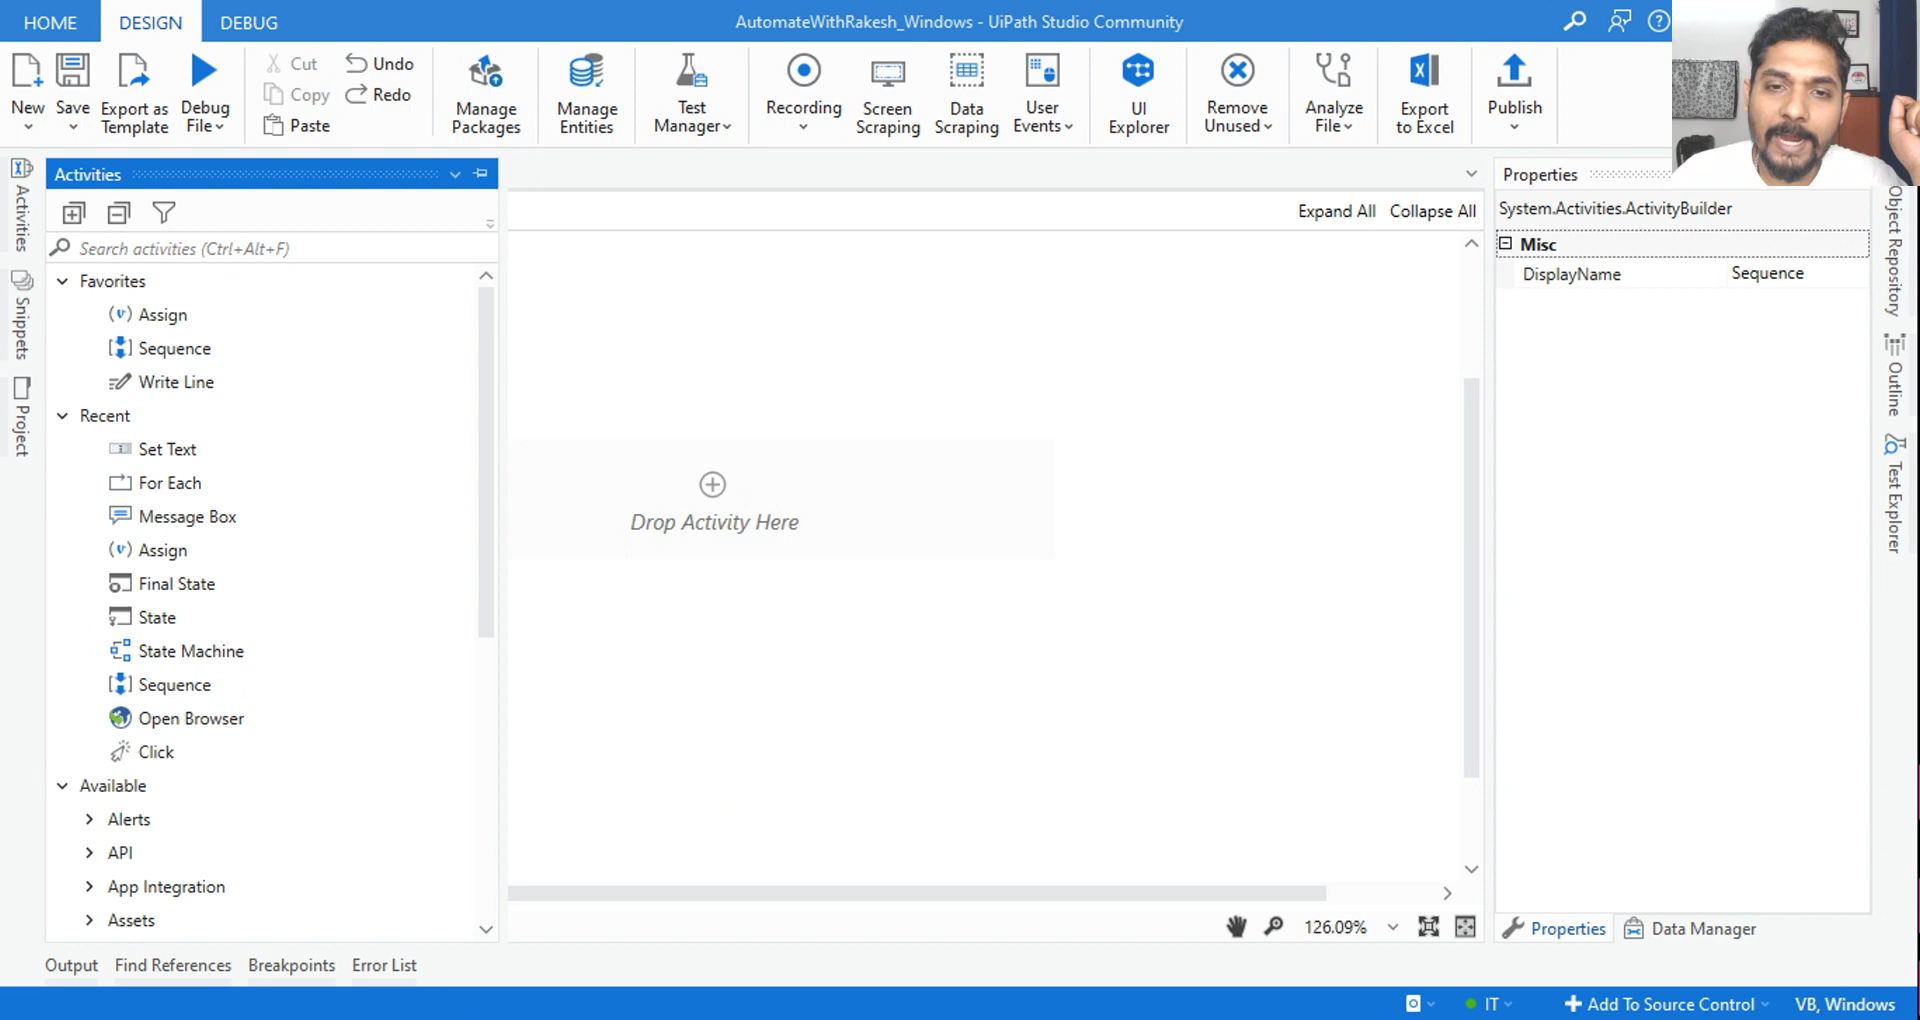 HOME DESIGN DEBUG AutomateWithRakesh_Windows - UiPath Studio Community
New Save Export as Template Debug File
Cut Copy Paste Undo Redo
Manage Packages
Manage Entities
Test Manager
Recording
Screen Scraping
Data Scraping
User Events
UI Explorer
Remove Unused
Analyze File
Export to Excel
Publish
Activities
Snippets
Project
Activities
Search activities (Ctrl+Alt+F)
Favorites
Assign
Sequence
Write Line
Recent
Set Text
For Each
Message Box
Assign
Final State
State
State Machine
Sequence
Open Browser
Click
Available
Alerts
API
App Integration
Assets
Expand All Collapse All
Drop Activity Here
126.09%
Properties
System.Activities.ActivityBuilder
Misc
DisplayName Sequence
Properties Data Manager
Object Repository
Outline
Test Explorer
Output Find References Breakpoints Error List
IT Add To Source Control VB, Windows